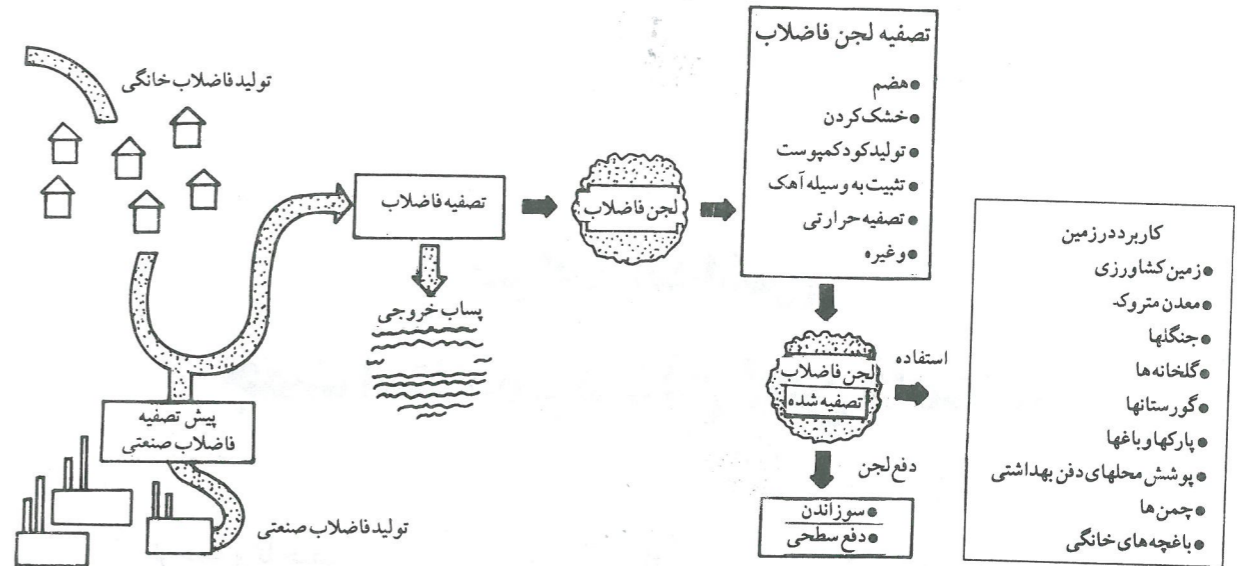 تولید فاضلاب خانگی
تصفیه فاضلاب
پساب خروجی
پیش تصفیه
فاضلاب صنعتی
تولید فاضلاب صنعتی
لجن فاضلاب
تصفیه لجن فاضلاب
● هضم
● خشک کردن
● تولید کود کمپوست
● تثبیت به وسیله آهک
● تصفیه حرارتی
● و غیره
لجن فاضلاب
تصفیه شده
استفاده
دفع لجن
● سوزاندن
● دفع سطحی
کاربرد در زمین
● زمین کشاورزی
● معدن متروکه
● جنگلها
● گلخانه ها
● گورستانها
● پارکها و باغها
● پوشش محلهای دفن بهداشتی
● چمن ها
● باغچه های خانگی